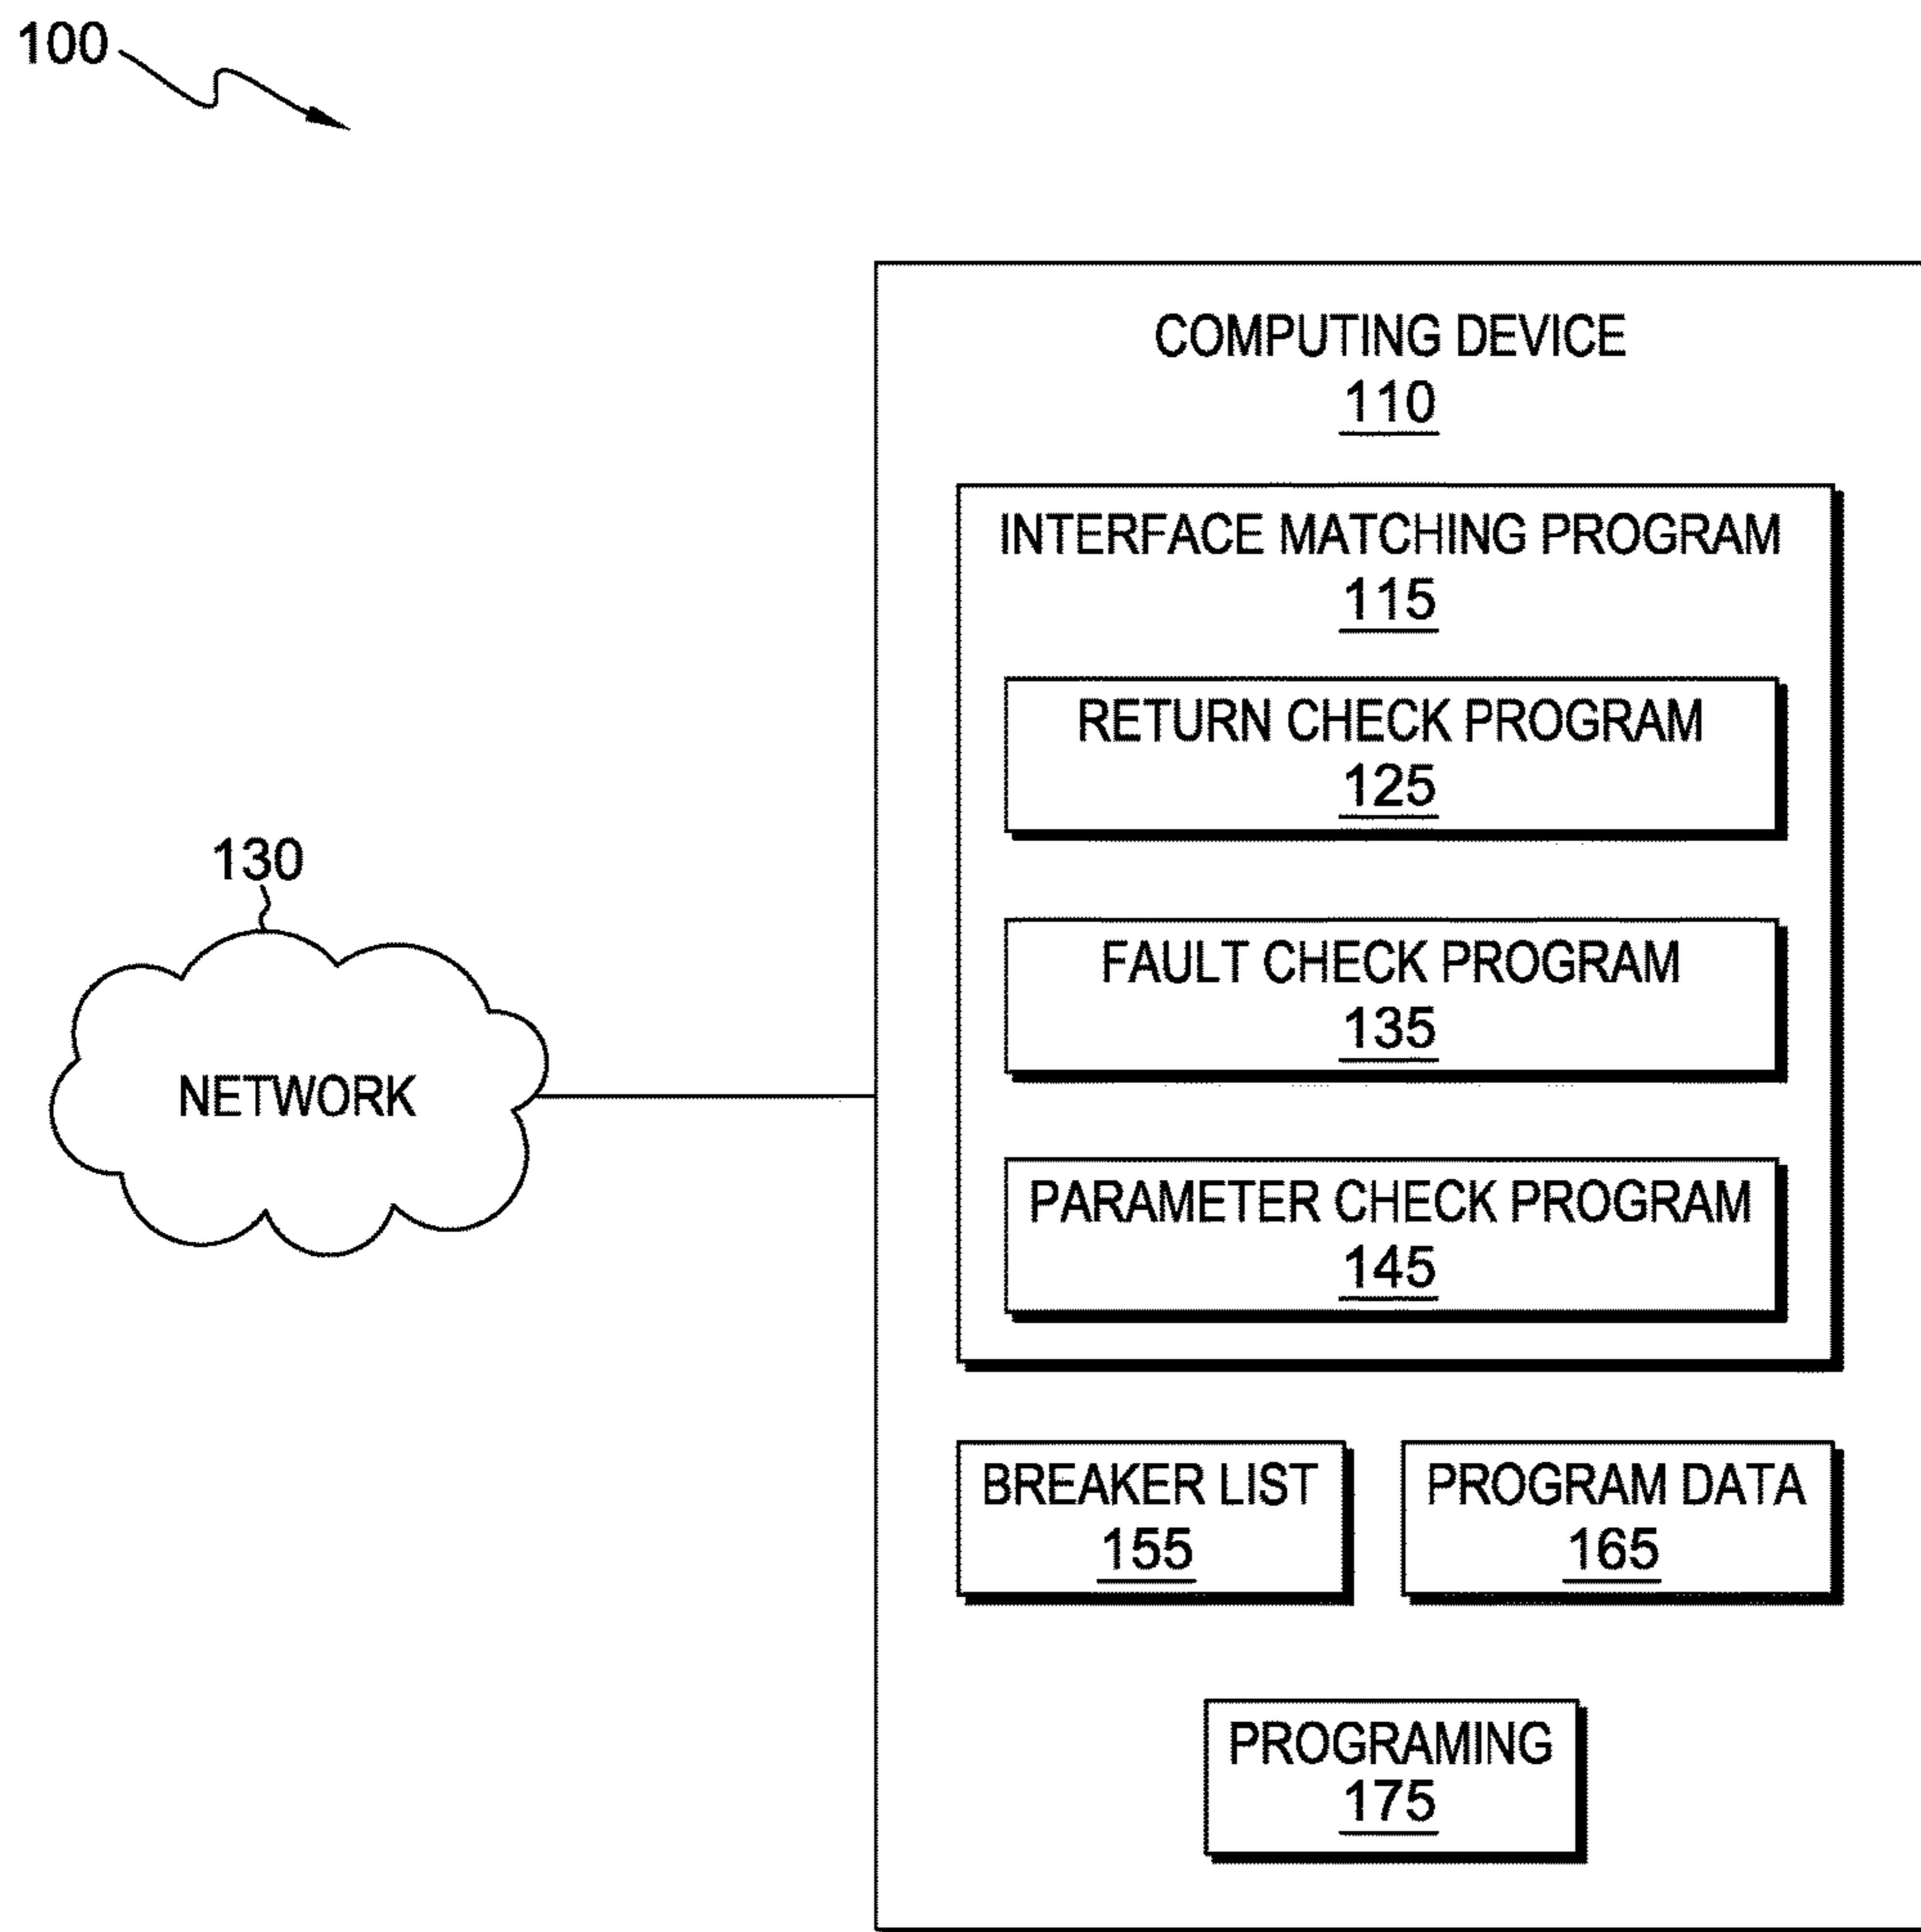 100
COMPUTING DEVICE
110
INTERFACE MATCHING PROGRAM
115
RETURN CHECK PROGRAM
125
130
FAULT CHECK PROGRAM
135
NETWORK
PARAMETER CHECK PROGRAM
145
BREAKER LIST
155
PROGRAM DATA
165
PROGRAMING
175